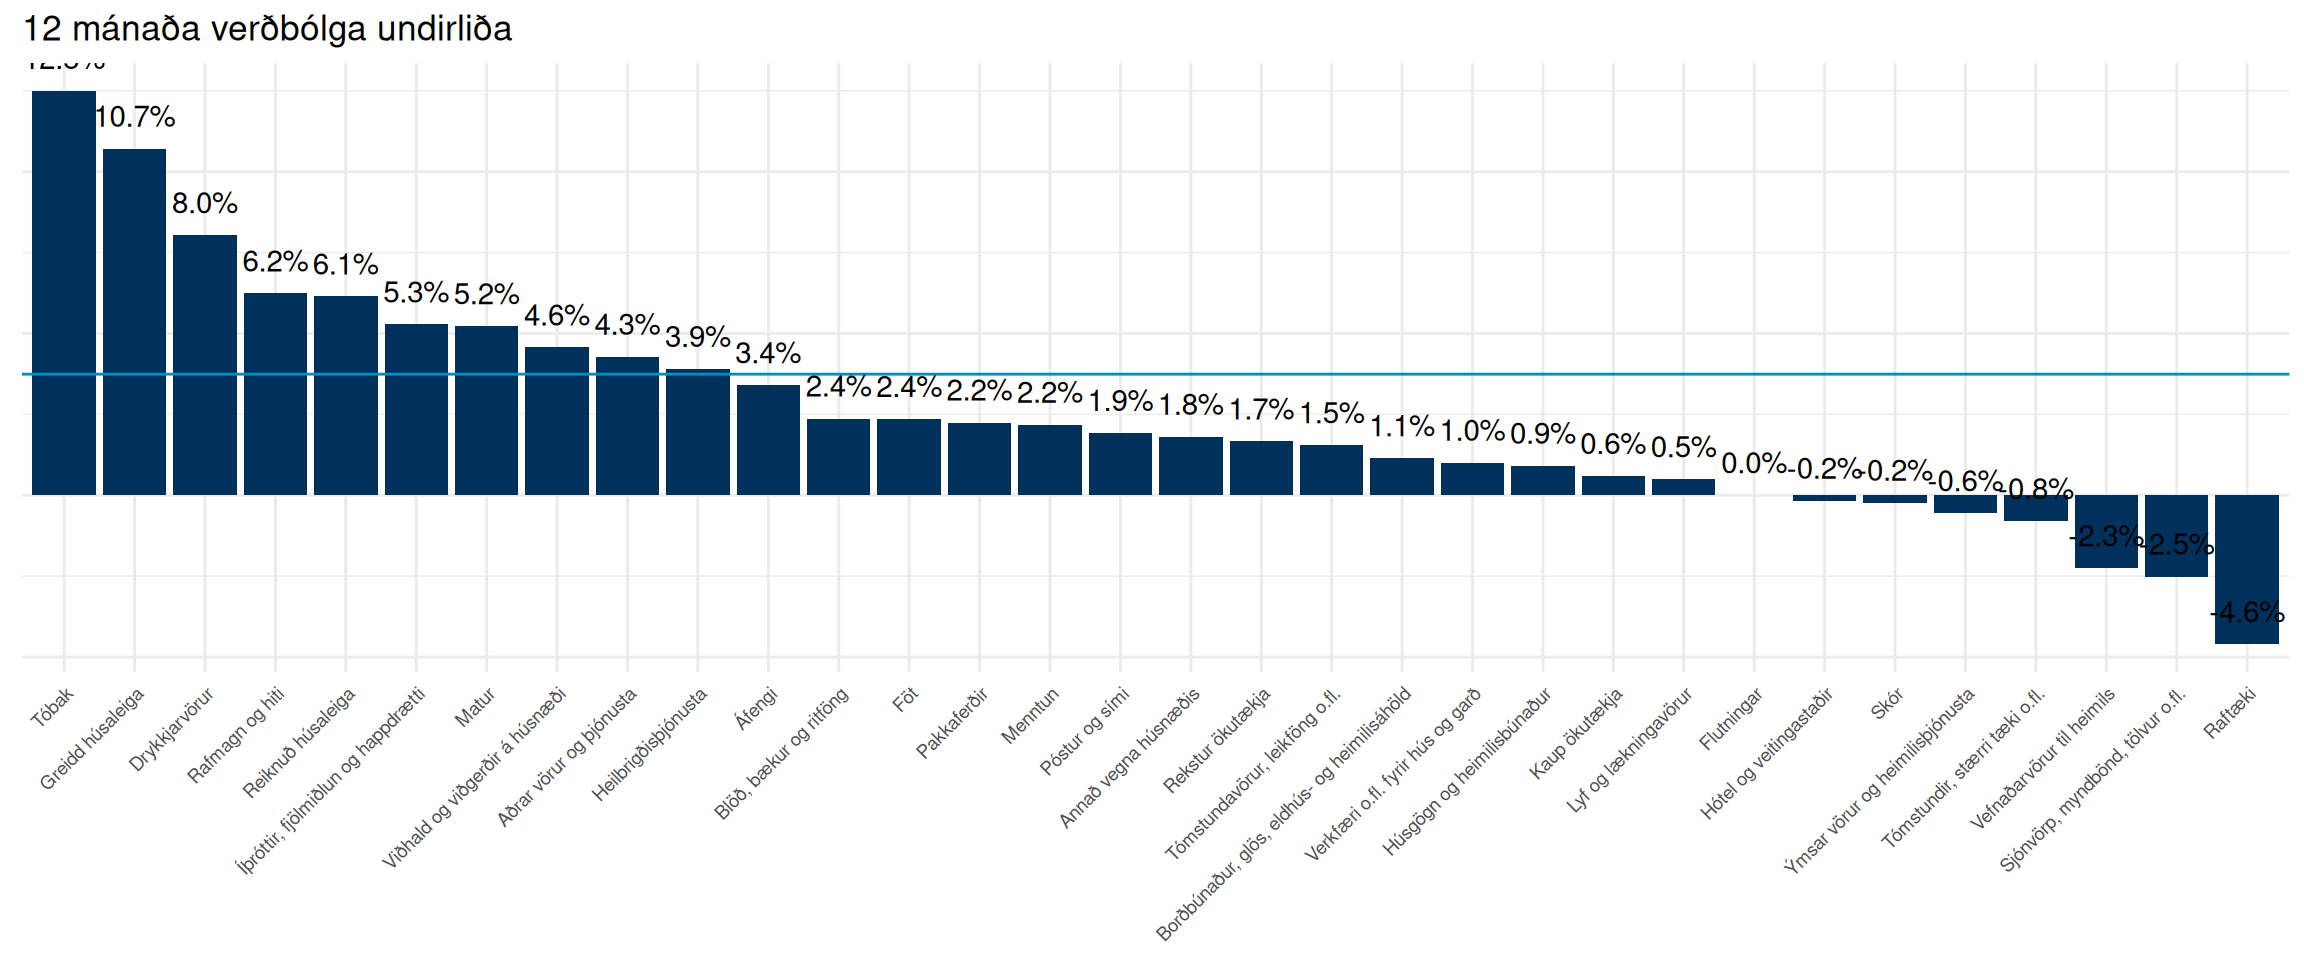 12 mánaða verðbólga undirliða
10.7%
8.0%
6.2%
6.1%
5.3%
5.2%
4.6%
4.3%
3.9%
3.4%
2.4%
2.4%
2.2%
2.2%
1.9%
1.8%
1.7%
1.5%
1.1%
1.0%
0.9%
0.6%
0.5%
0.0%
-0.2%
-0.2%
-0.6%
-0.8%
-2.3%
-2.5%
-4.6%
Tóbak
Greidd húsaleiga
Drykkjarvörur
Rafmagn og hiti
Reiknuð húsaleiga
Íþróttir, fjölmiðlun og happdrætti
Matur
Viðhald og viðgerðir á húsnæði
Aðrar vörur og þjónusta
Heilbrigðisþjónusta
Áfengi
Blöð, bækur og ritföng
Föt
Pakkaferðir
Menntun
Póstur og sími
Annað vegna húsnæðis
Rekstur ökutækja
Tómstundavörur, leikföng o.fl.
Borðbúnaður, glös, eldhús- og heimilisáhöld
Verkfæri o.fl. fyrir hús og garð
Húsgögn og heimilisbúnaður
Kaup ökutækja
Lyf og lækningavörur
Flutningar
Hótel og veitingastaðir
Skór
Ýmsar vörur og heimilisþjónusta
Tómstundir, stærri tæki o.fl.
Vefnaðarvörur til heimils
Sjónvörp, myndbönd, tölvur o.fl.
Raftæki